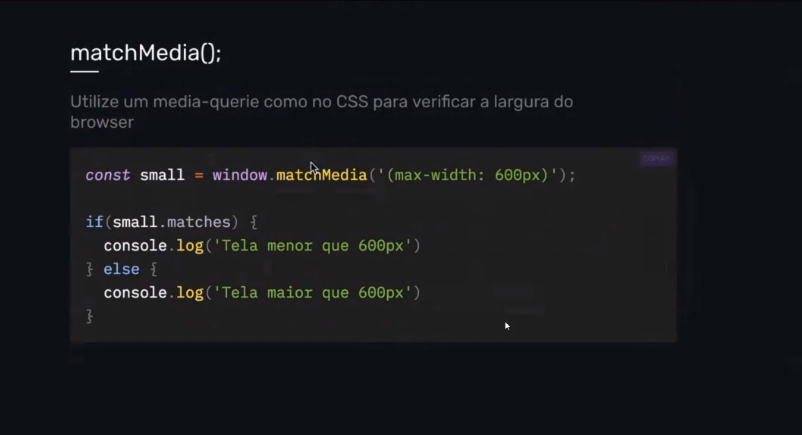 matchMedia();
Utilize um media-querie como no CSS para verificar a largura do
browser
COPIAR
const small = window.matchMedia('(max-width: 600px)');
if(small.matches) {
console.log('Tela menor que 600px')
} else {
console.log('Tela maior que 600px')
}